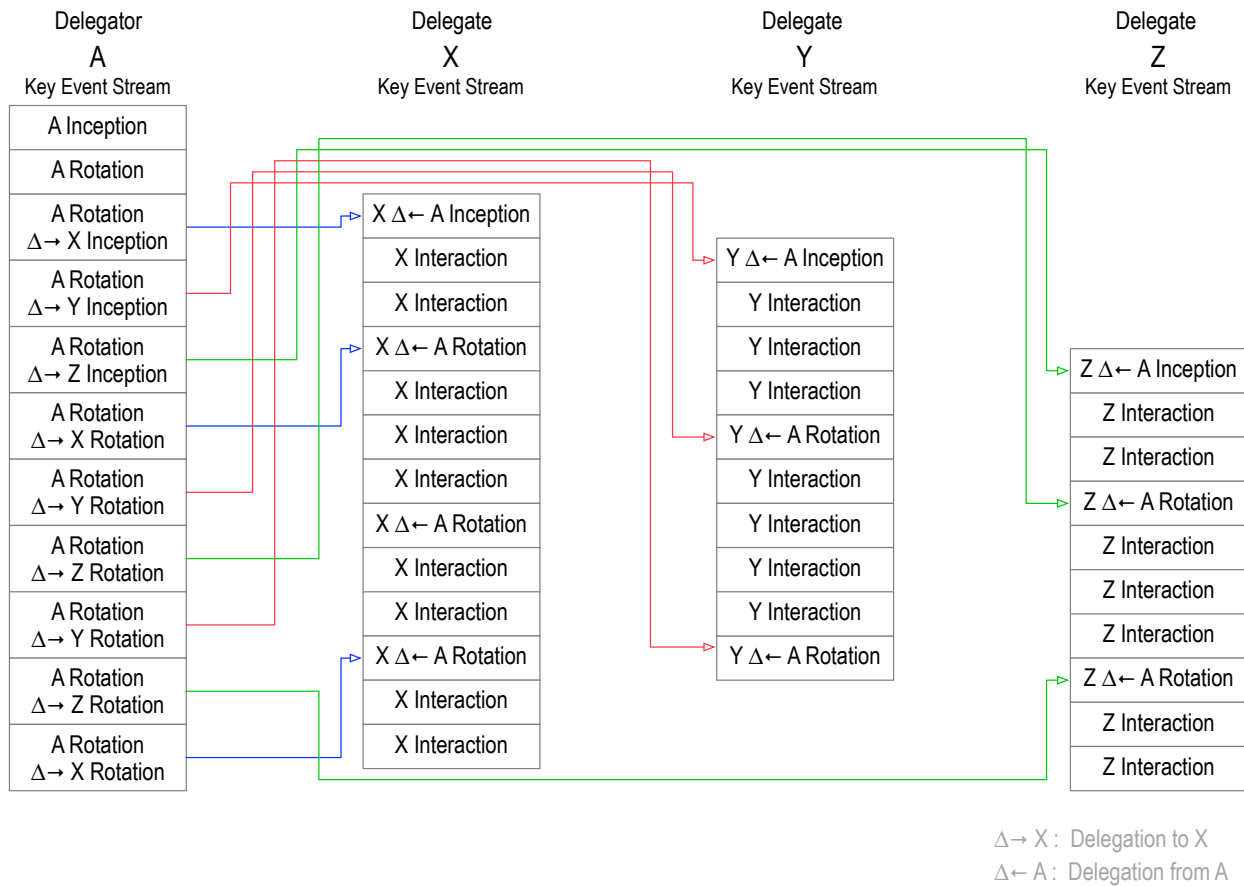 Delegator
A
Key Event Stream
A Inception
A Rotation
A Rotation
Δ→ X Inception
A Rotation
Δ→ Y Inception
A Rotation
Δ→ Z Inception
A Rotation
Δ→ X Rotation
A Rotation
Δ→ Y Rotation
A Rotation
Δ→ Z Rotation
A Rotation
Δ→ Y Rotation
A Rotation
Δ→ Z Rotation
A Rotation
Δ→ X Rotation
Delegate
X
Key Event Stream
X Δ← A Inception
X Interaction
X Interaction
X Δ← A Rotation
X Interaction
X Interaction
X Interaction
X Δ← A Rotation
X Interaction
X Interaction
X Δ← A Rotation
X Interaction
X Interaction
Delegate
Y
Key Event Stream
Y Δ← A Inception
Y Interaction
Y Interaction
Y Interaction
Y Δ← A Rotation
Y Interaction
Y Interaction
Y Interaction
Y Interaction
Y Δ← A Rotation
Delegate
Z
Key Event Stream
Z Δ← A Inception
Z Interaction
Z Interaction
Z Δ← A Rotation
Z Interaction
Z Interaction
Z Interaction
Z Δ← A Rotation
Z Interaction
Z Interaction
Δ→ X : Delegation to X
Δ← A : Delegation from A